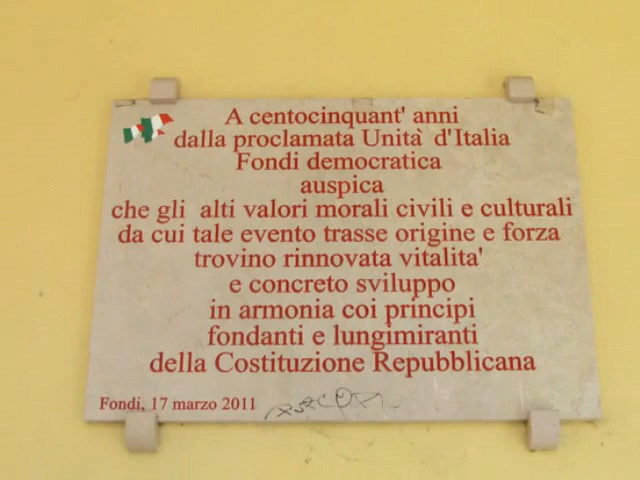 A centocinquant' anni
dalla proclamata Unità d'Italia
Fondi democratica
auspica
che gli alti valori morali civili e culturali
da cui tale evento trasse origine e forza
trovino rinnovata vitalita'
e concreto sviluppo
in armonia coi principi
fondanti e lungimiranti
della Costituzione Repubblicana
Fondi, 17 marzo 2011